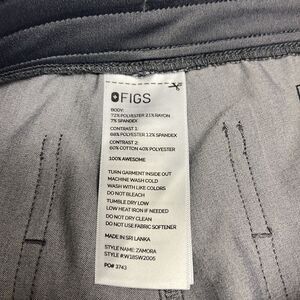 FIGS
BODY:
72% POLYESTER 21% RAYON
7% SPANDEX
CONTRAST 1:
88% POLYESTER 12% SPANDEX
CONTRAST 2:
60% COTTON 40% POLYESTER
100% AWESOME
TURN GARMENT INSIDE OUT
MACHINE WASH COLD
WASH WITH LIKE COLORS
DO NOT BLEACH
TUMBLE DRY LOW
LOW HEAT IRON IF NEEDED
DO NOT DRY CLEAN
DO NOT USE FABRIC SOFTENER
MADE IN SRI LANKA
STYLE NAME: ZAMORA
STYLE #: W18SW2005
PO# 3743